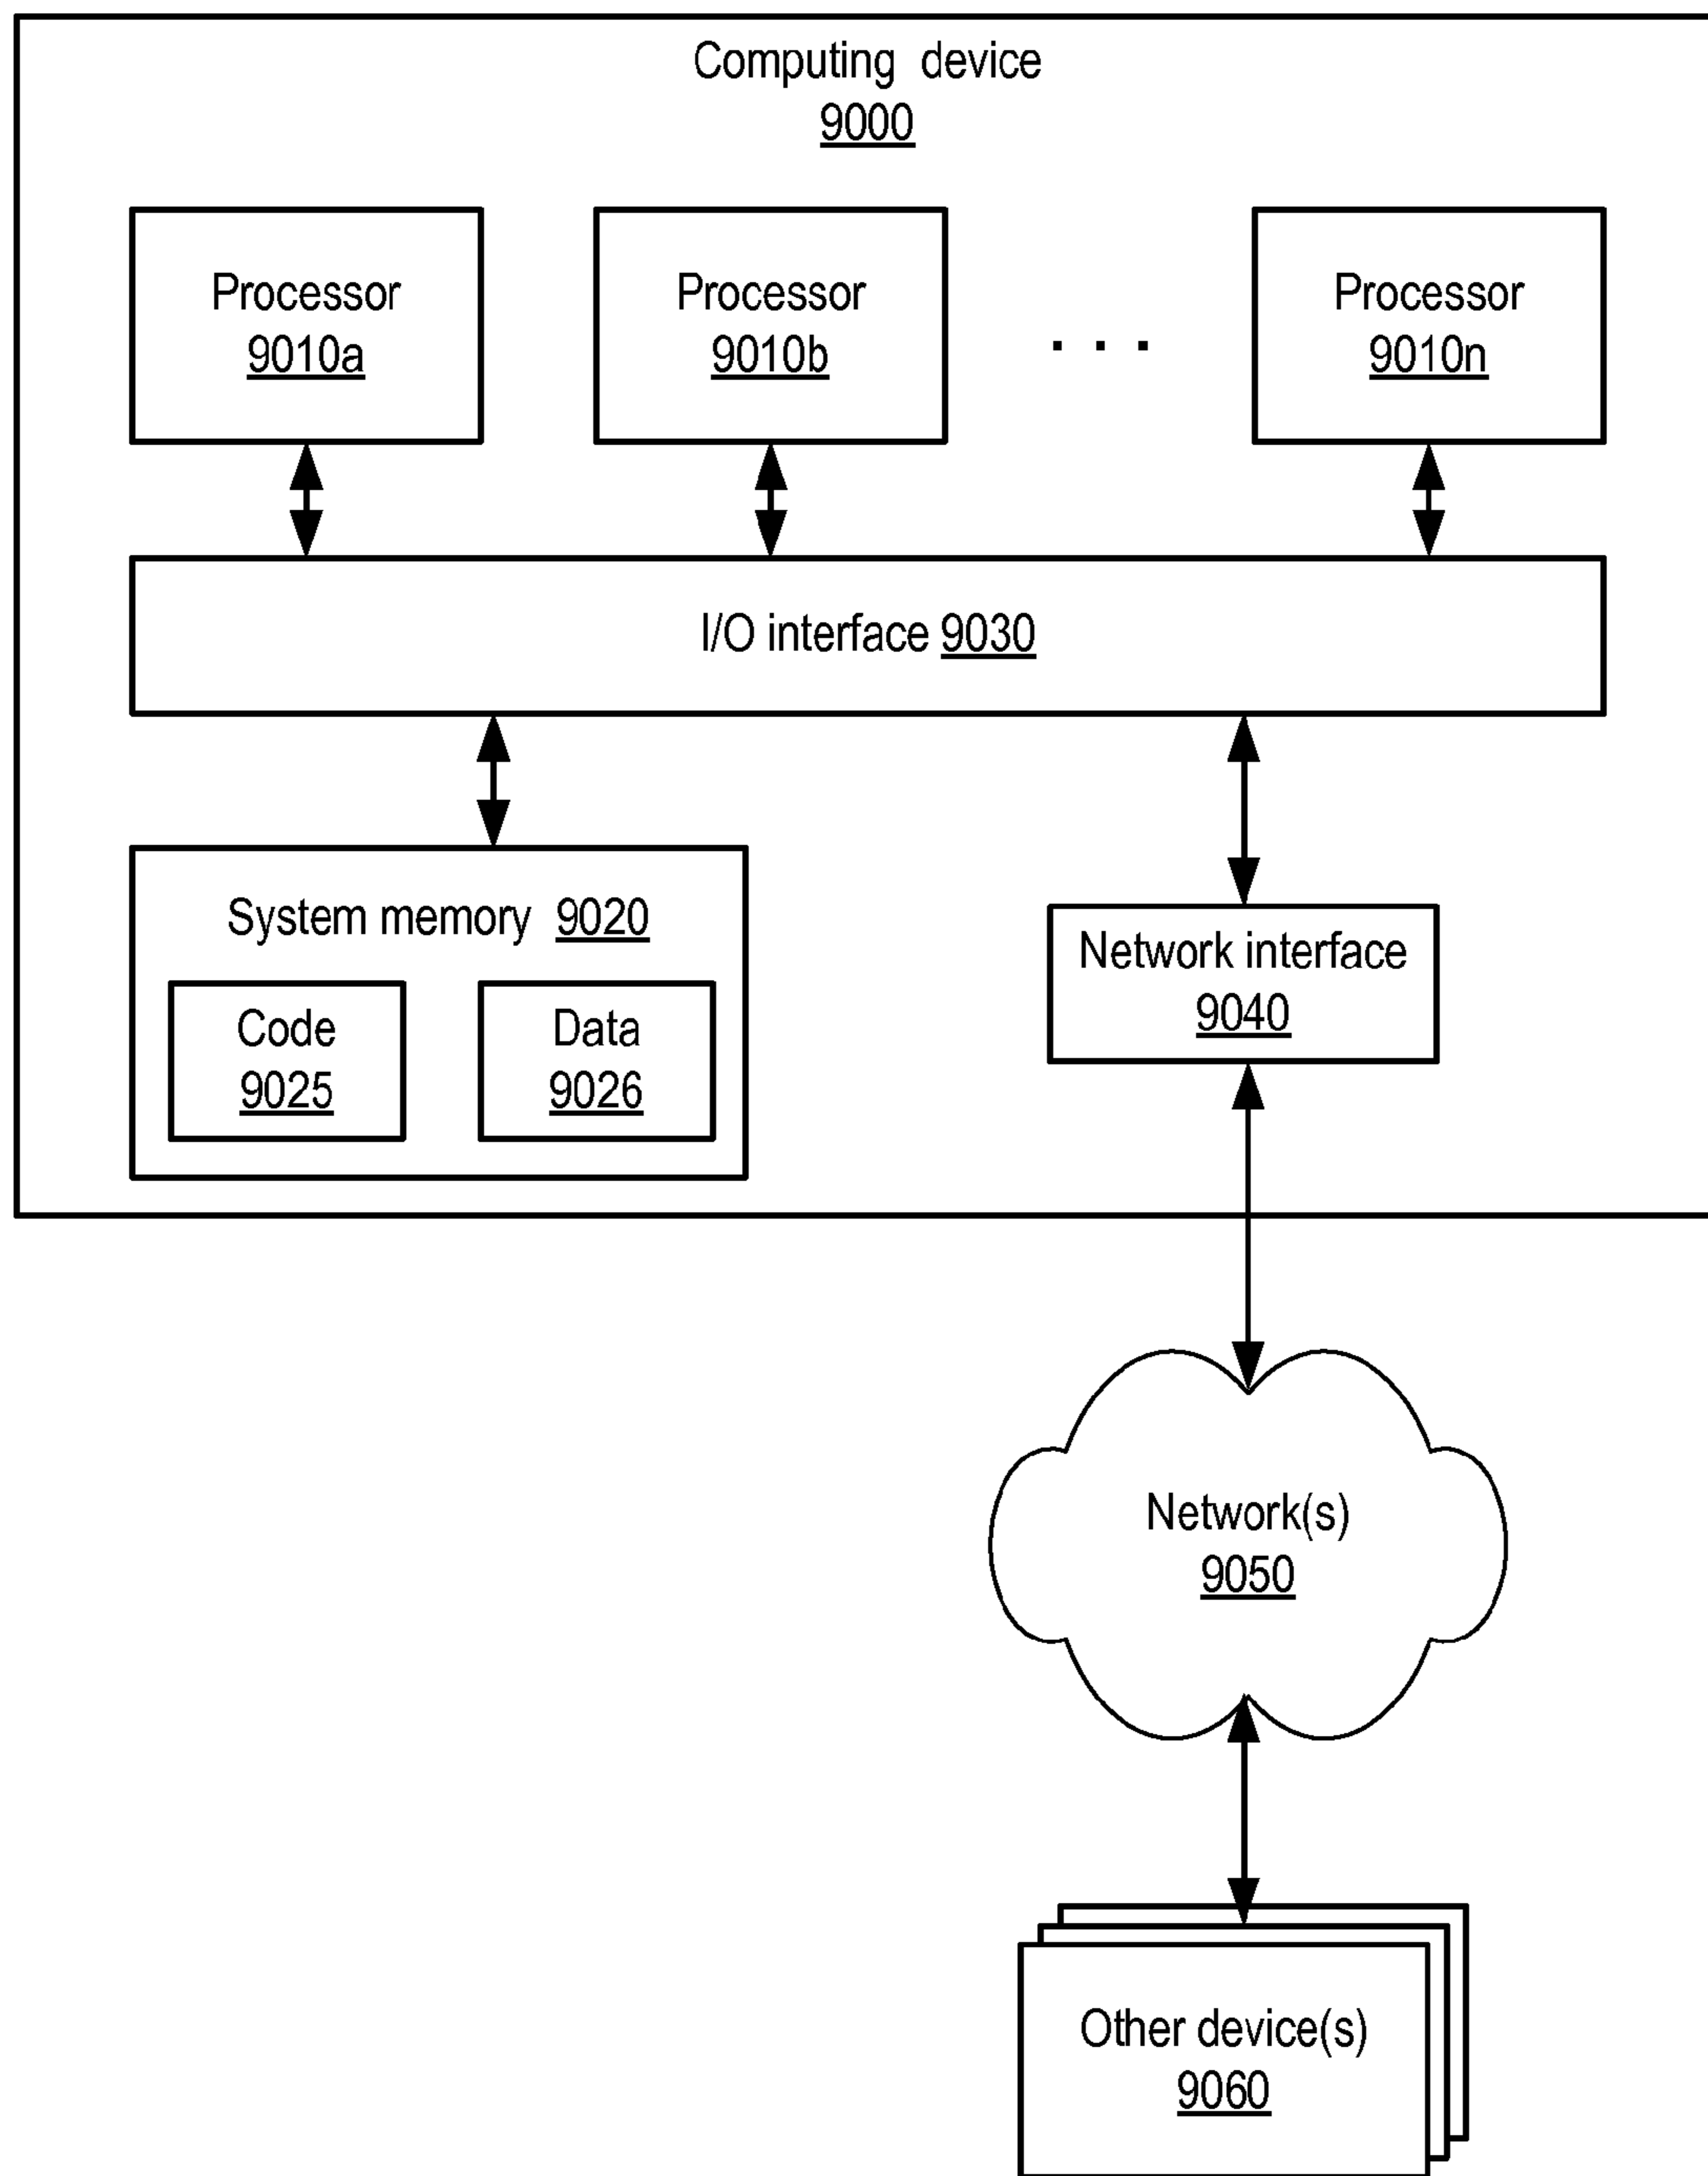 Computing device
9000
Processor
9010a
Processor
9010b
. . .
Processor
9010n
I/O interface 9030
System memory 9020
Code
9025
Data
9026
Network interface
9040
Network(s)
9050
Other device(s)
9060